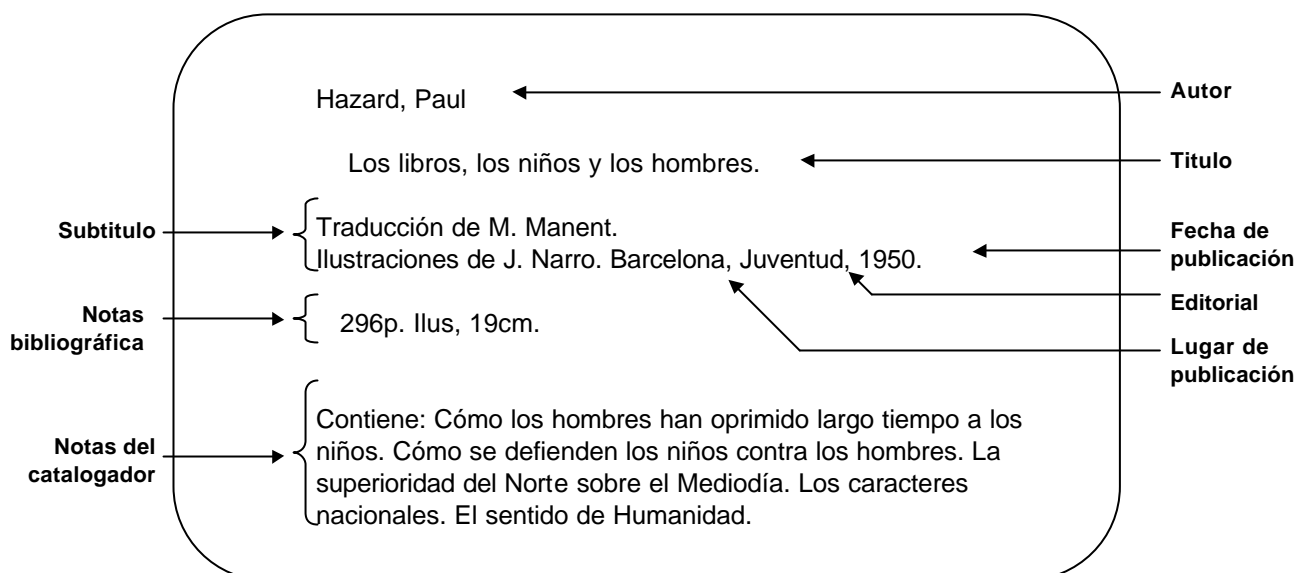 Hazard, Paul
Autor
Los libros, los niños y los hombres.
Titulo
Subtitulo
Traducción de M. Manent.
Ilustraciones de J. Narro. Barcelona, Juventud, 1950.
Fecha de
publicación
Editorial
Notas
bibliográfica
296p. Ilus, 19cm.
Lugar de
publicación
Notas del
catalogador
Contiene: Cómo los hombres han oprimido largo tiempo a los
niños. Cómo se defienden los niños contra los hombres. La
superioridad del Norte sobre el Mediodía. Los caracteres
nacionales. El sentido de Humanidad.